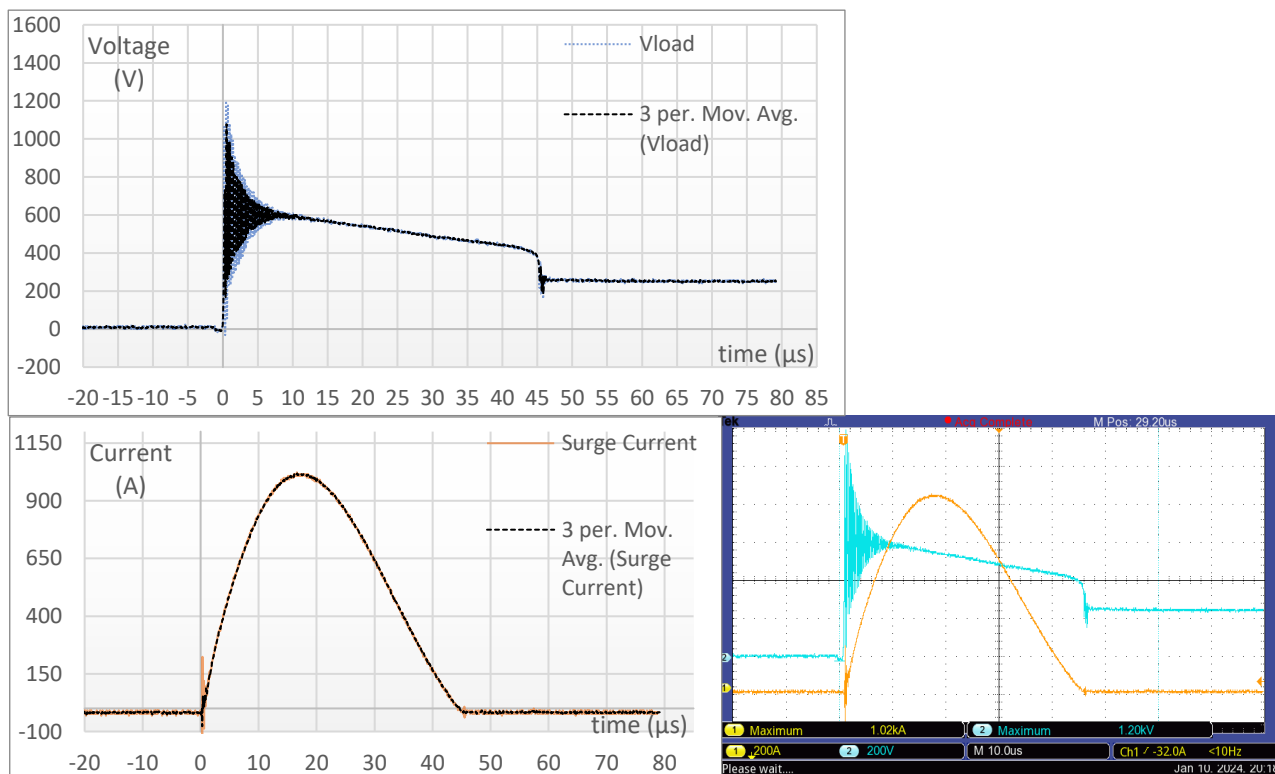 1600
1400
1200
1000
800
600
400
200
0
-200
Voltage
(V)
Vload
3 per. Mov. Avg.
(Vload)
time (µs)
-20 -15 -10 -5 0 5 10 15 20 25 30 35 40 45 50 55 60 65 70 75 80 85
1150
900
650
400
150
-100
Current
(A)
Surge Current
3 per. Mov.
Avg. (Surge
Current)
time (µs)
-20 -10 0 10 20 30 40 50 60 70 80
M Pos: 29.20us
T
2
1
1 Maximum 1.02kA 2 Maximum 1.20kV
1 200A 2 200V M 10.0us Ch1 -32.0A <10Hz
Please wait.... Jan 10, 2024, 20:18